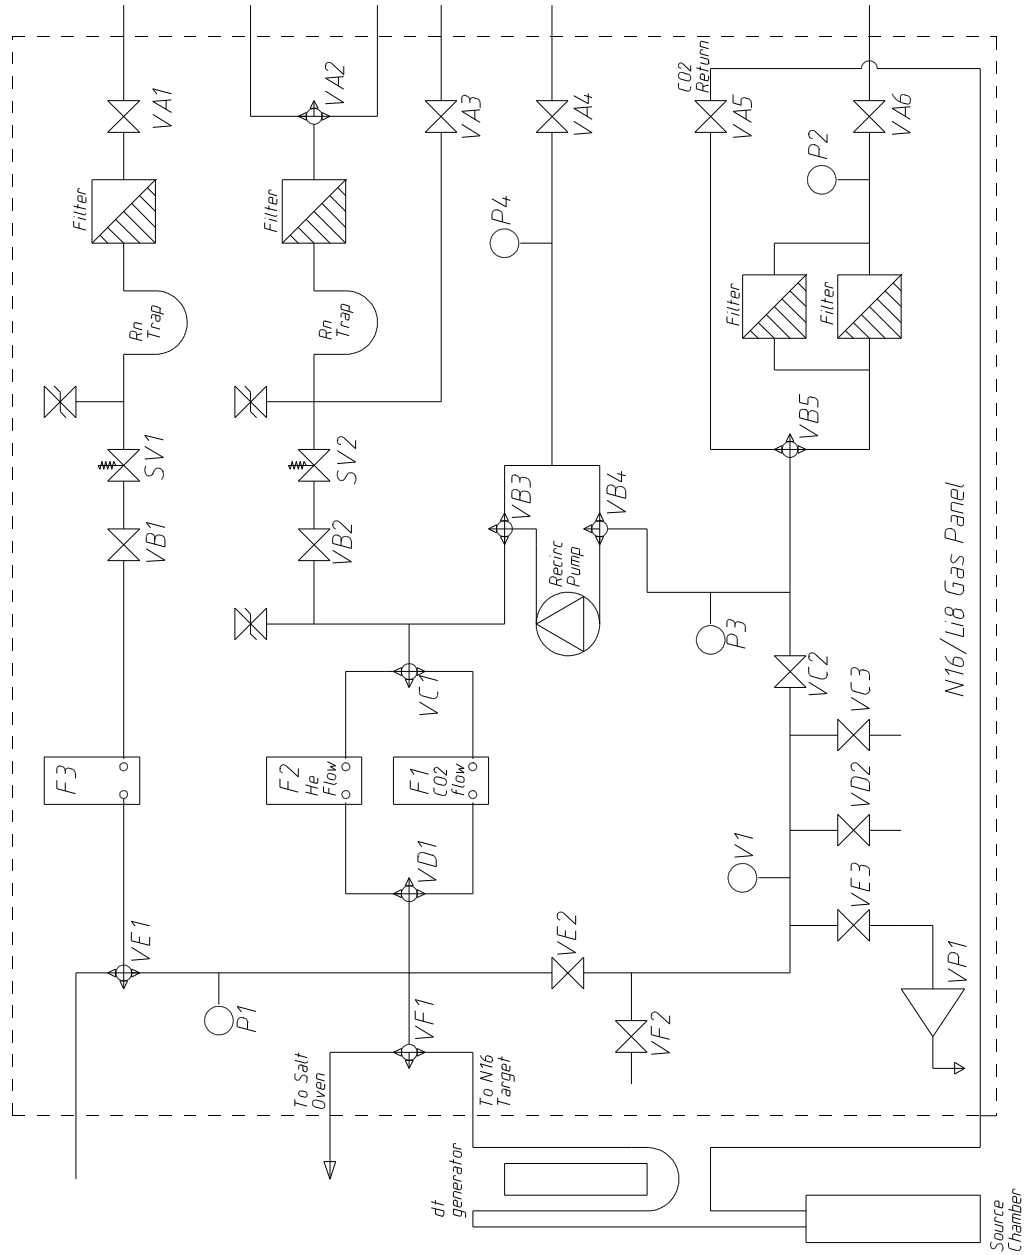 VA1
VA2
VA3
VA4
CO2
Return
VA5
VA6
P2
Filter
Filter
P4
Filter
Filter
Rn
Trap
Rn
Trap
SV1
SV2
VB5
VB3
VB4
VB1
VB2
Recirc
Pump
N16/Li8 Gas Panel
P3
VC1
VC2
VC3
F3
F2
He
Flow
F1
CO2
flow
VD2
VD1
V1
VE3
VE1
VE2
VP1
P1
VF1
VF2
To Salt
Oven
To N16
Target
dt
generator
Source
Chamber